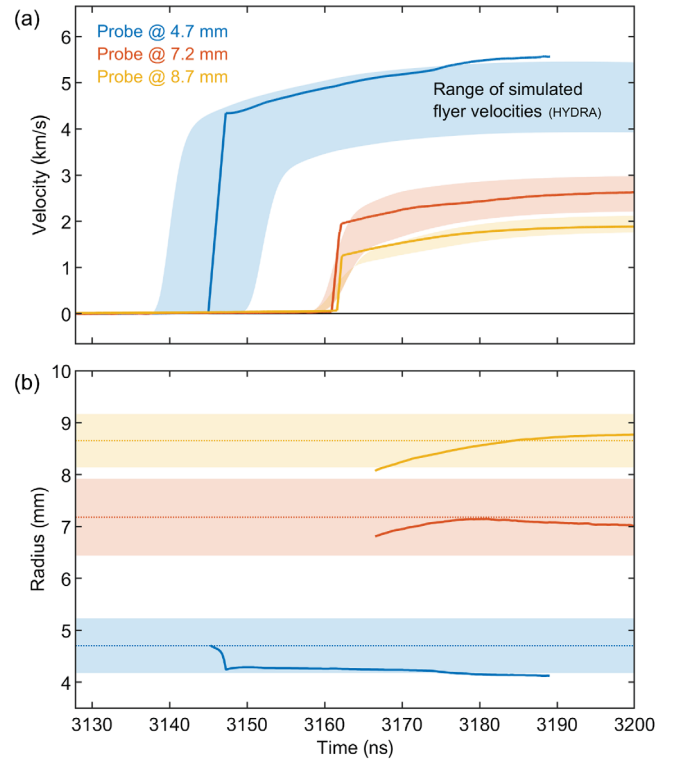 (a)
Probe @ 4.7 mm
Probe @ 7.2 mm
Probe @ 8.7 mm
Range of simulated
flyer velocities (HYDRA)
Velocity (km/s)
6
5
4
3
2
1
0
(b)
Radius (mm)
10
9
8
7
6
5
4
3130
3140
3150
3160
3170
3180
3190
3200
Time (ns)